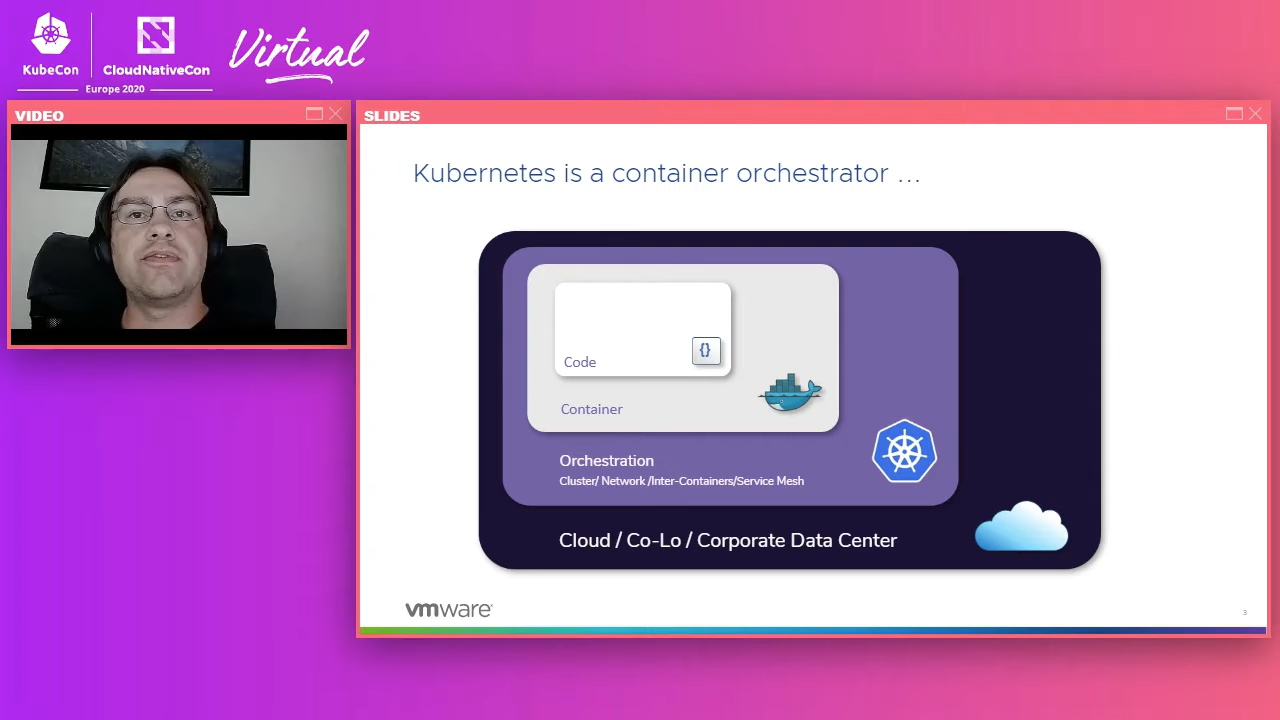 KubeCon
CloudNativeCon
Virtual
Europe 2020
VIDEO
SLIDES
Kubernetes is a container orchestrator ...
{}
Code
Container
Orchestration
Cluster/ Network /Inter-Containers/Service Mesh
Cloud / Co-Lo / Corporate Data Center
vmware
3